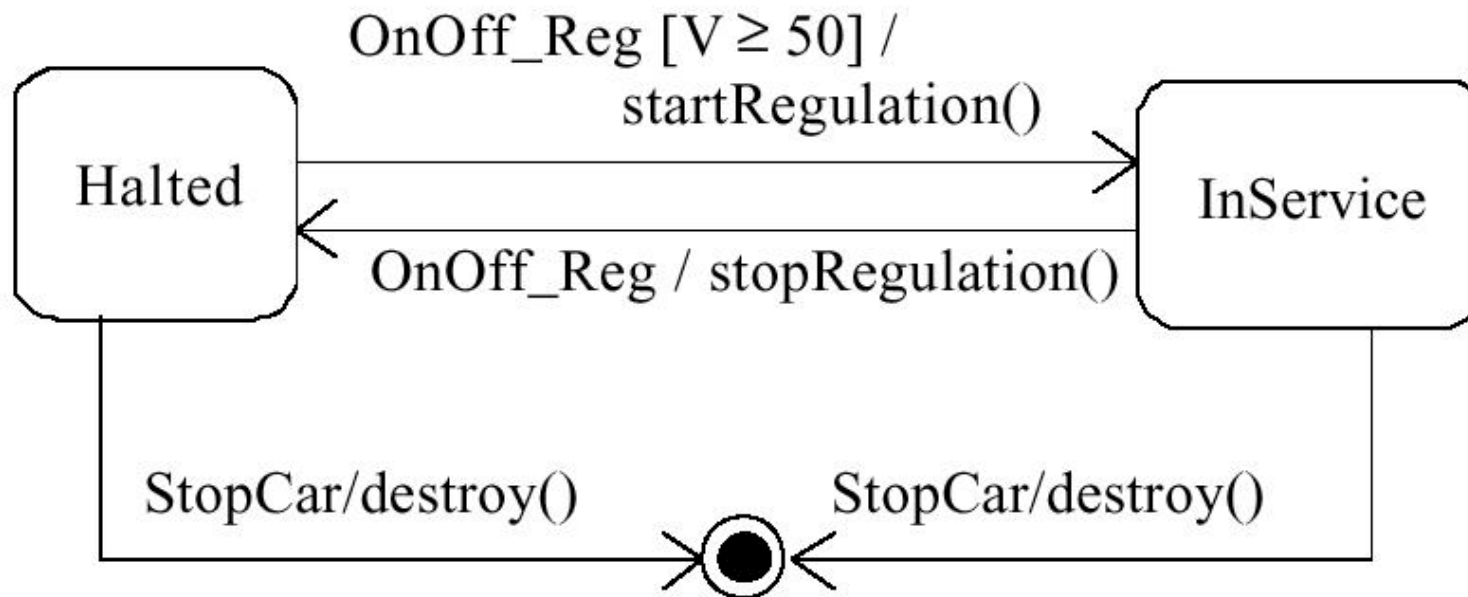 OnOff_Reg [V ≥ 50] /
startRegulation()
Halted
InService
OnOff_Reg / stopRegulation()
StopCar/destroy()
StopCar/destroy()